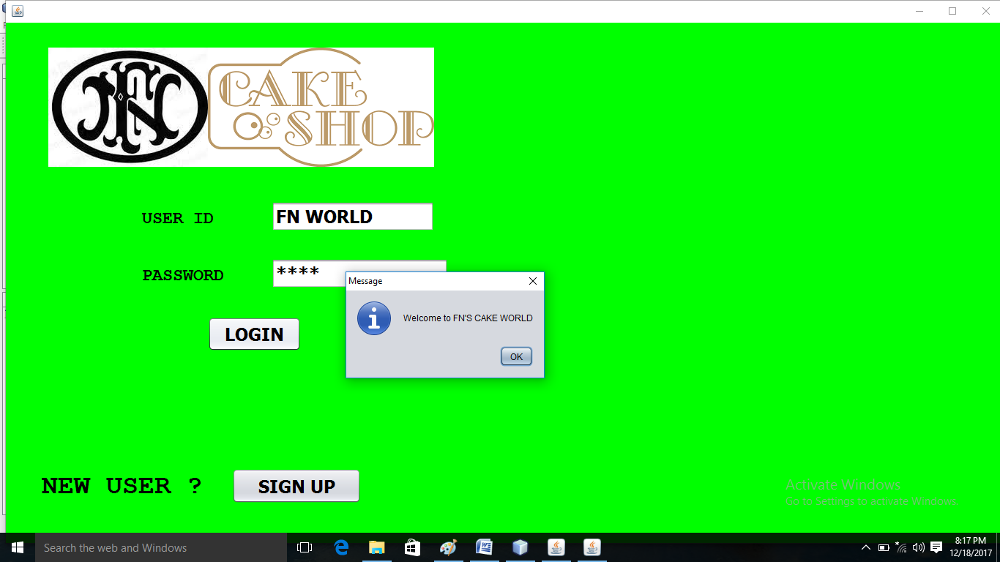 FN
CAKE
SHOP
USER ID
FN WORLD
PASSWORD
****
Message
Welcome to FN'S CAKE WORLD
OK
LOGIN
NEW USER ?
SIGN UP
Activate Windows
Go to Settings to activate Windows.
Search the web and Windows
8:17 PM
12/18/2017